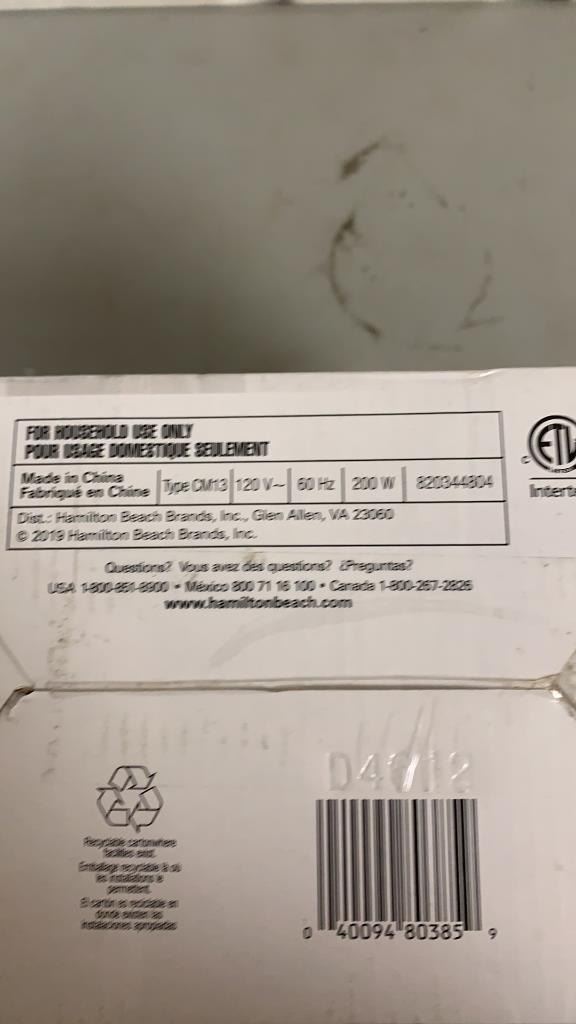 FOR HOUSEHOLD USE ONLY
POUR USAGE DOMESTIQUE SEULEMENT
Made in China
Fabriqué en Chine
Type CM13
120 V~
60 Hz
200 W
820344804
Dist.: Hamilton Beach Brands, Inc., Glen Allen, VA 23060
© 2019 Hamilton Beach Brands, Inc.
ETL
c
Intert
Questions? Vous avez des questions? ¿Preguntas?
USA 1-800-851-8900 • México 800 71 16 100 • Canada 1-800-267-2826
www.hamiltonbeach.com
Recyclable carton where
facilities exist.
Emballage recyclable là où
les installations le
permettent.
El cartón es reciclable en
donde existen las
instalaciones apropiadas
0 40094 80385 9